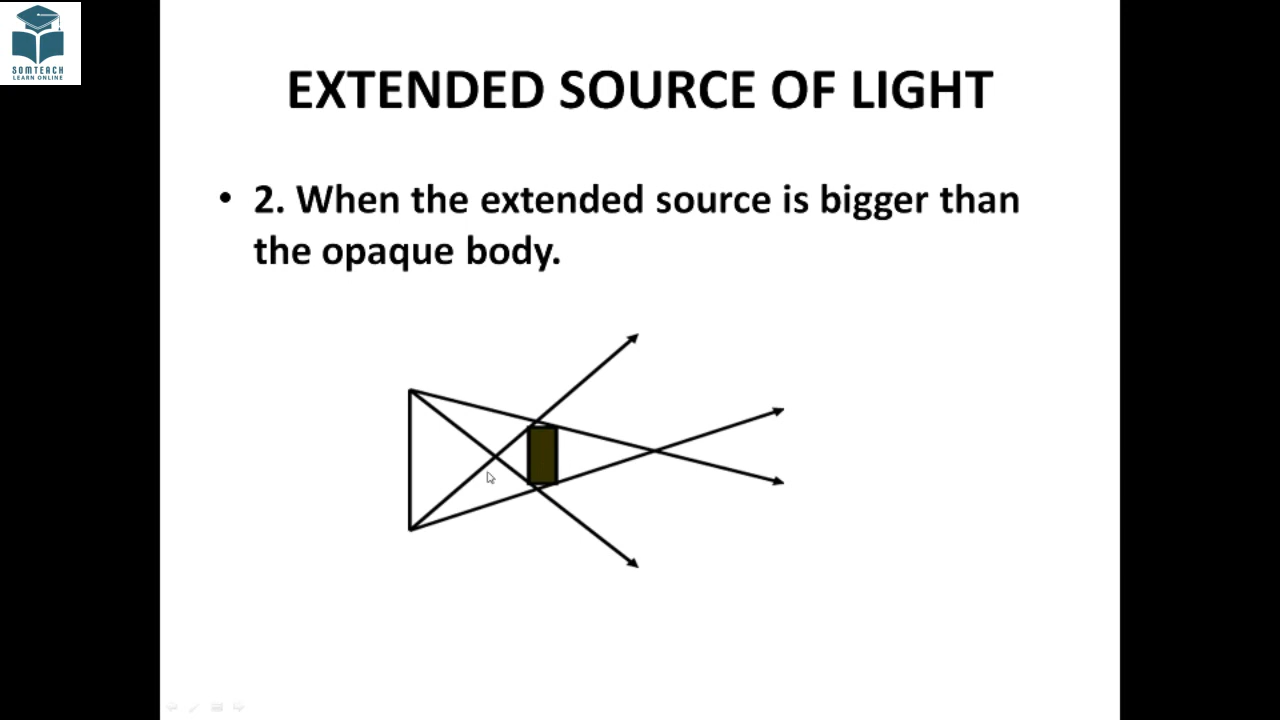 SOMTEACH
LEARN ONLINE
EXTENDED SOURCE OF LIGHT
• 2. When the extended source is bigger than
the opaque body.